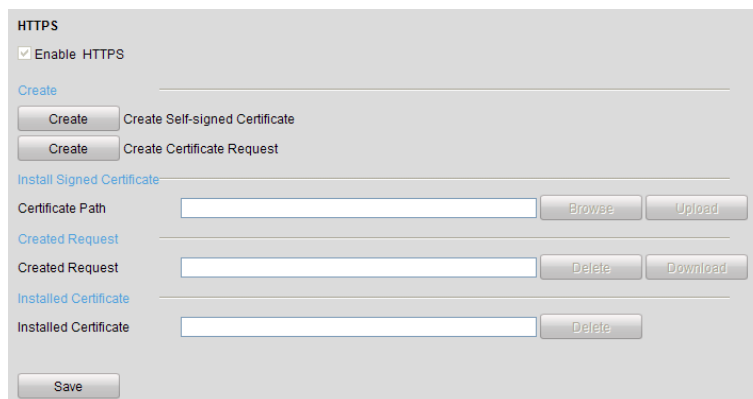 HTTPS
Enable HTTPS
Create
Create Create Self-signed Certificate
Create Create Certificate Request
Install Signed Certificate
Certificate Path Browse Upload
Created Request
Created Request Delete Download
Installed Certificate
Installed Certificate Delete
Save